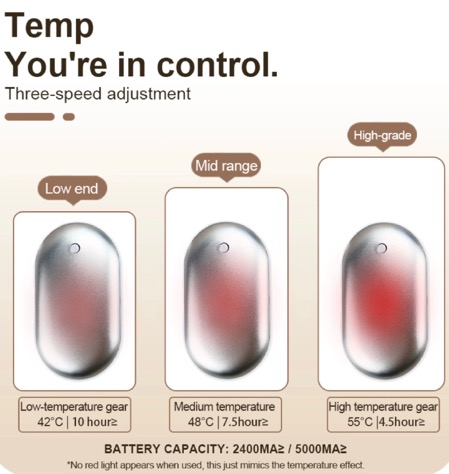 Temp
You're in control.
Three-speed adjustment
High-grade
Mid range
Low end
Low-temperature gear
42°C | 10 hour≥
Medium temperature
48°C | 7.5hour≥
High temperature gear
55°C |4.5hour≥
BATTERY CAPACITY: 2400MA≥ / 5000MA≥
*No red light appears when used, this just mimics the temperature effect.